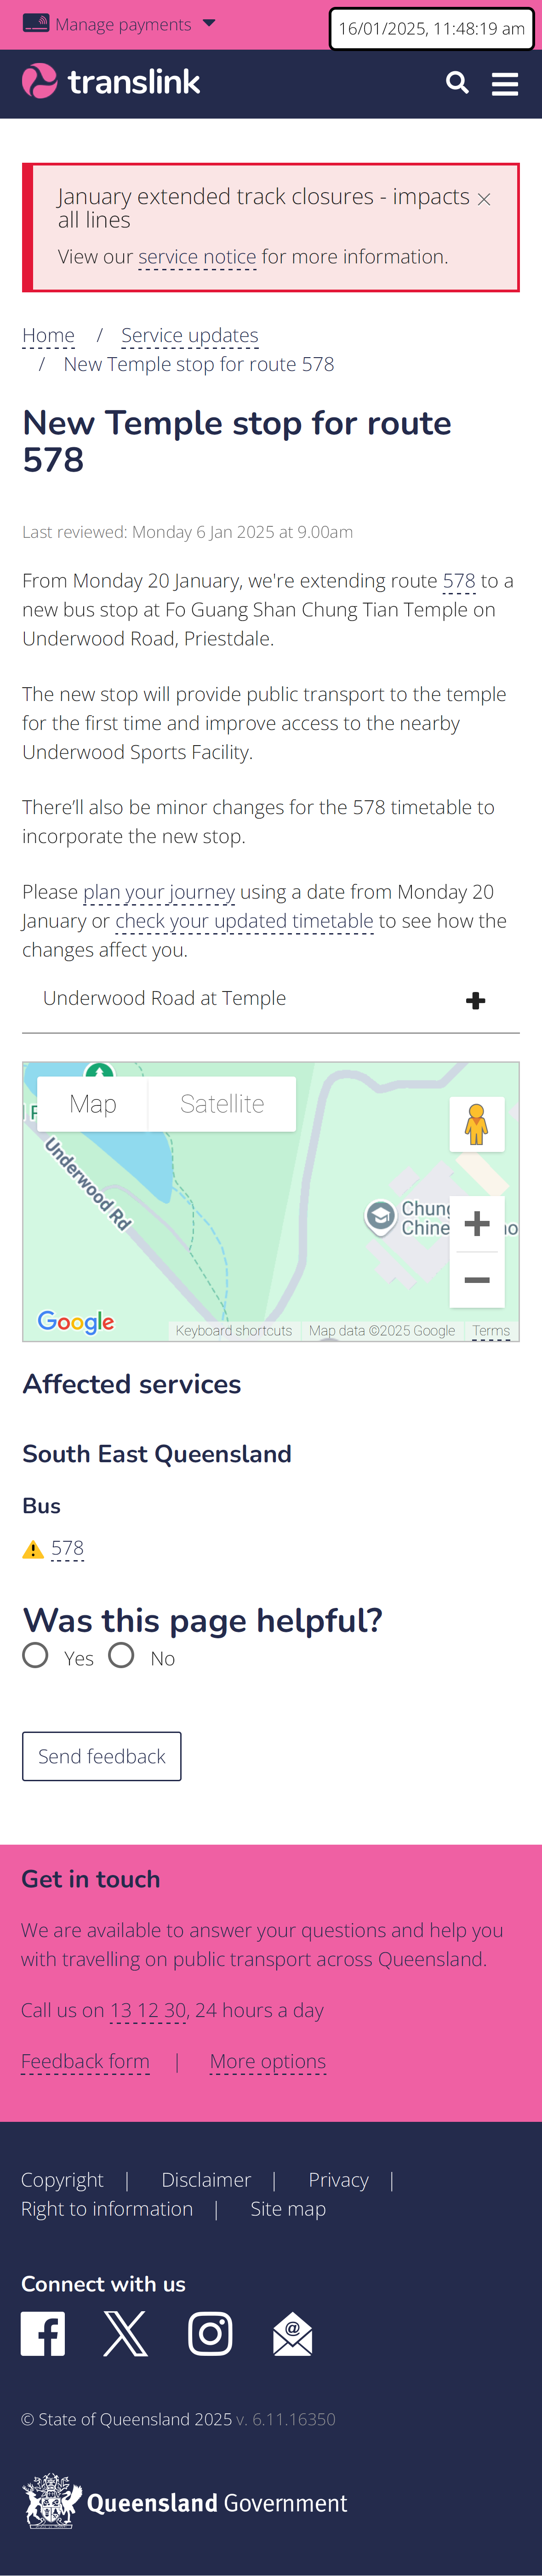 Manage payments
16/01/2025, 11:48:19 am
translink
January extended track closures - impacts
all lines
View our service notice for more information.
Home / Service updates
/ New Temple stop for route 578
New Temple stop for route
578
Last reviewed: Monday 6 Jan 2025 at 9.00am
From Monday 20 January, we're extending route 578 to a
new bus stop at Fo Guang Shan Chung Tian Temple on
Underwood Road, Priestdale.
The new stop will provide public transport to the temple
for the first time and improve access to the nearby
Underwood Sports Facility.
There’ll also be minor changes for the 578 timetable to
incorporate the new stop.
Please plan your journey using a date from Monday 20
January or check your updated timetable to see how the
changes affect you.
Underwood Road at Temple
Map Satellite
Underwood Rd
Chung
Chine
Google
Keyboard shortcuts Map data ©2025 Google Terms
Affected services
South East Queensland
Bus
578
Was this page helpful?
Yes No
Send feedback
Get in touch
We are available to answer your questions and help you
with travelling on public transport across Queensland.
Call us on 13 12 30, 24 hours a day
Feedback form | More options
Copyright | Disclaimer | Privacy |
Right to information | Site map
Connect with us
© State of Queensland 2025 v. 6.11.16350
Queensland Government